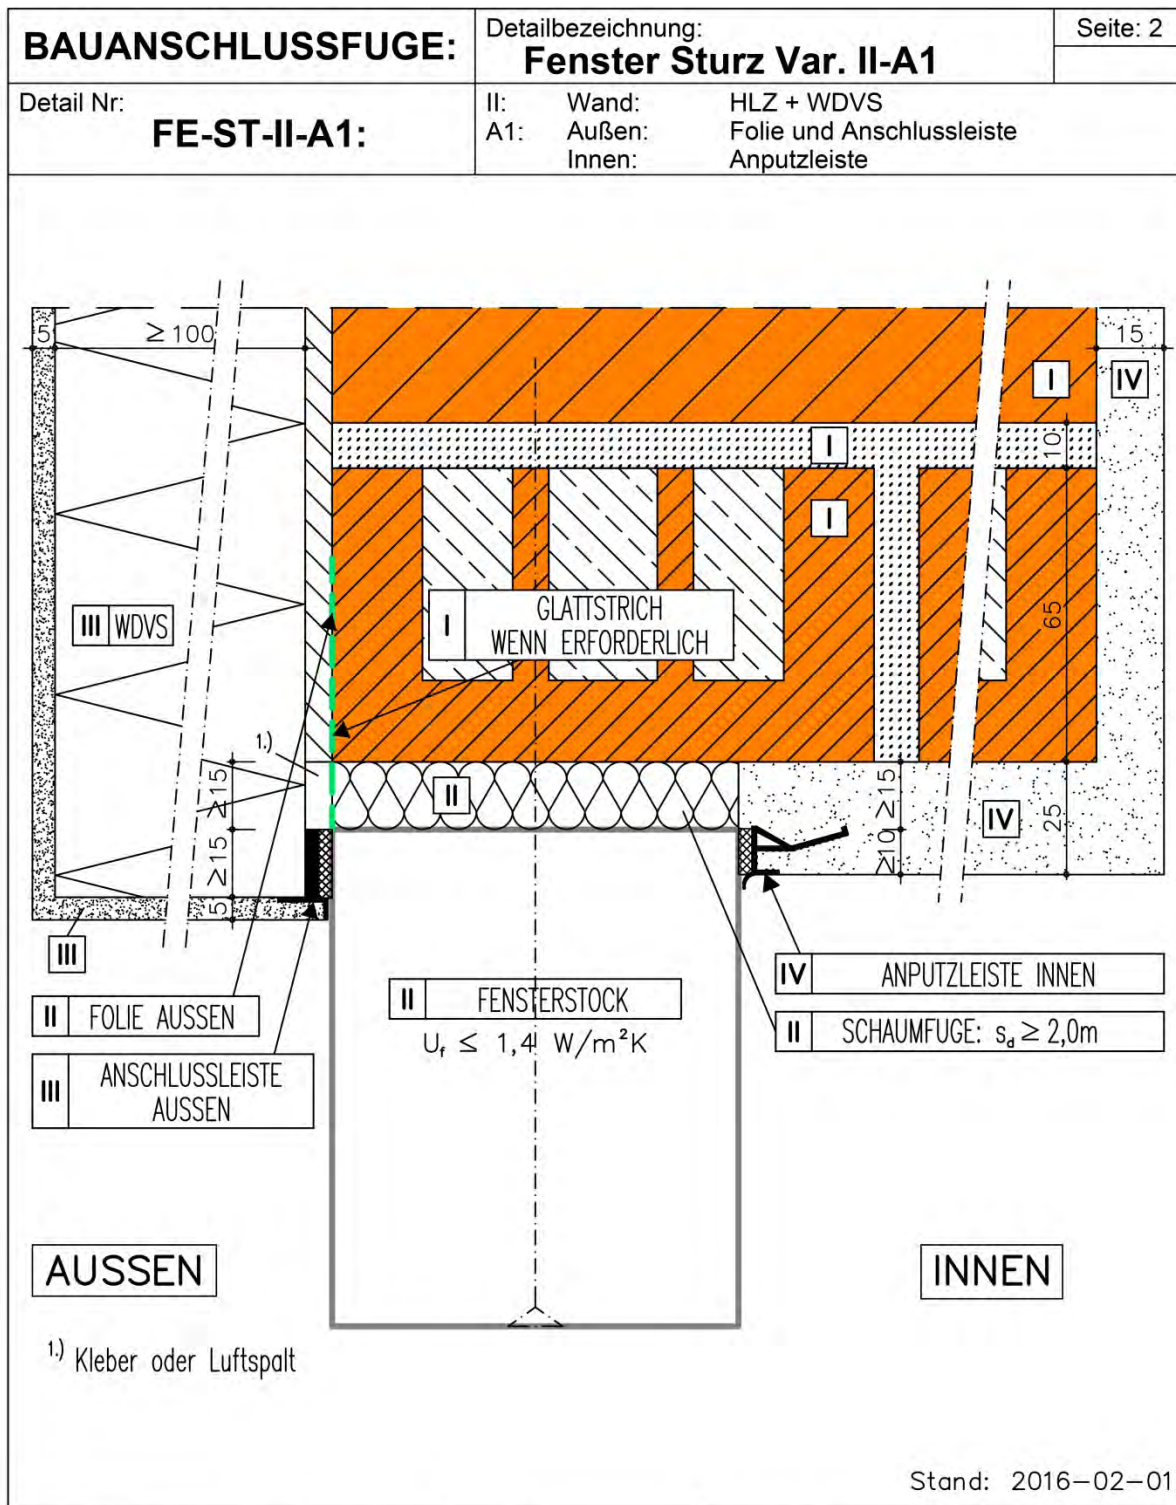 BAUANSCHLUSSFUGE:
Detailbezeichnung:
Fenster Sturz Var. II-A1
Seite: 2
Detail Nr:
FE-ST-II-A1:
II: Wand: HLZ + WDVS
A1: Außen: Folie und Anschlussleiste
Innen: Anputzleiste
5
≥100
15
I
IV
I
10
I
I
GLATTSTRICH
WENN ERFORDERLICH
65
III WDVS
1.)
≥15
II
≥15
IV
25
≥15
≥10
5
III
II FOLIE AUSSEN
III ANSCHLUSSLEISTE
AUSSEN
II FENSTERSTOCK
U_f ≤ 1,4 W/m²K
IV ANPUTZLEISTE INNEN
II SCHAUMFUGE: s_d ≥ 2,0m
AUSSEN
INNEN
1.) Kleber oder Luftspalt
Stand: 2016-02-01